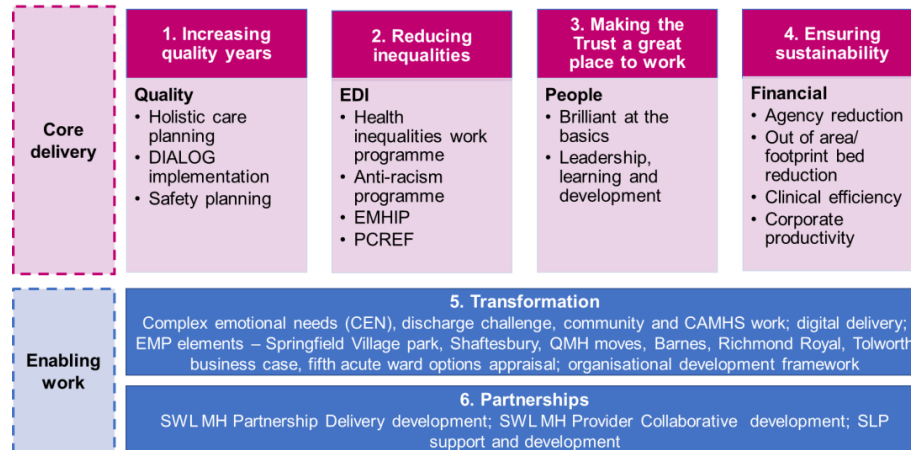 Core
delivery
1. Increasing
quality years
Quality
• Holistic care
planning
• DIALOG
implementation
• Safety planning
2. Reducing
inequalities
EDI
• Health
inequalities work
programme
• Anti-racism
programme
• EMHIP
• PCREF
3. Making the
Trust a great
place to work
People
• Brilliant at the
basics
• Leadership,
learning and
development
4. Ensuring
sustainability
Financial
• Agency reduction
• Out of area/
footprint bed
reduction
• Clinical efficiency
• Corporate
productivity
Enabling
work
5. Transformation
Complex emotional needs (CEN), discharge challenge, community and CAMHS work; digital delivery;
EMP elements – Springfield Village park, Shaftesbury, QMH moves, Barnes, Richmond Royal, Tolworth
business case, fifth acute ward options appraisal; organisational development framework
6. Partnerships
SWL MH Partnership Delivery development; SWL MH Provider Collaborative development; SLP
support and development